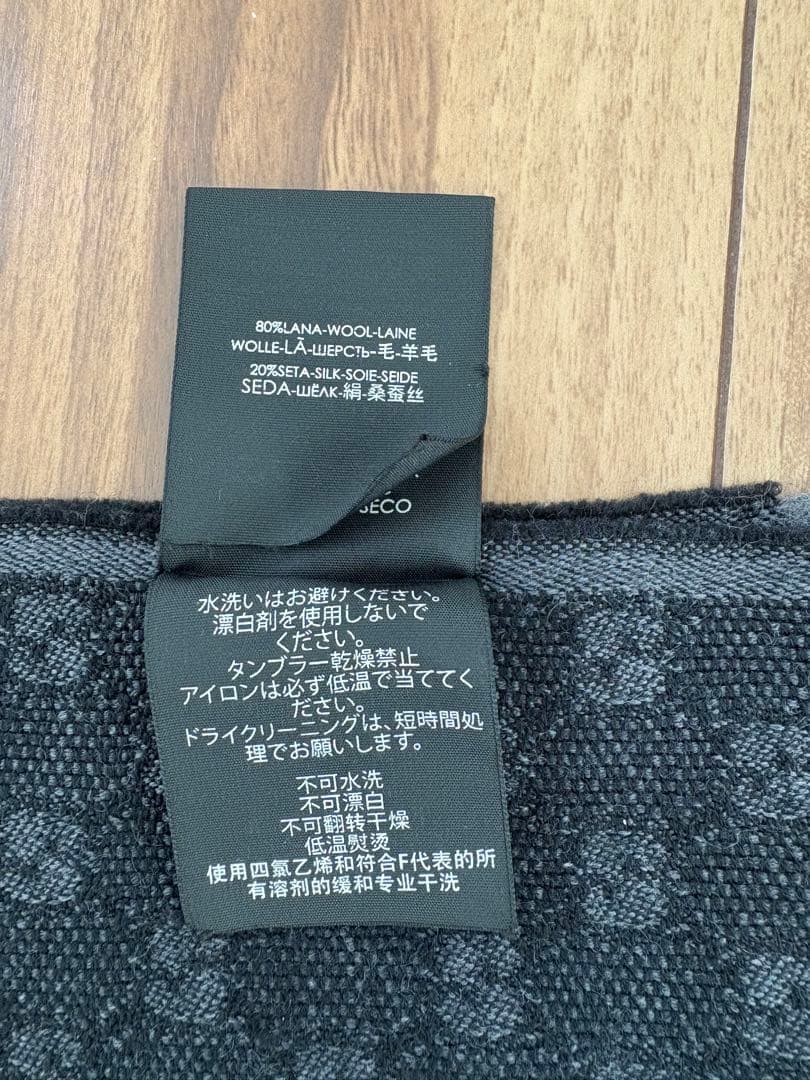 80%LANA-WOOL-LAINE
WOLLE-LÃ-ШЕРСТЬ-毛-羊毛
20%SETA-SILK-SOIE-SEIDE
SEDA-ШЁЛК-絹-桑蚕丝
SECO
水洗いはお避けください。
漂白剤を使用しないで
ください。
タンブラー乾燥禁止
アイロンは必ず低温で当ててく
ださい。
ドライクリーニングは、短時間処
理でお願いします。
不可水洗
不可漂白
不可翻转干燥
低温熨烫
使用四氯乙烯和符合F代表的所
有溶剂的缓和专业干洗